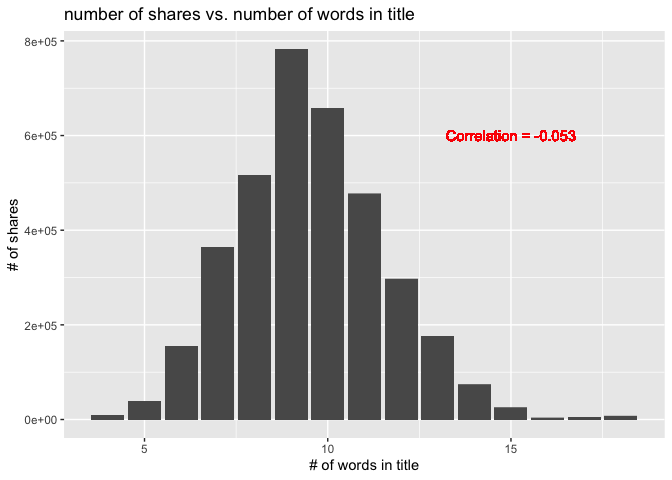 number of shares vs. number of words in title
8e+05
6e+05
4e+05
2e+05
0e+00
# of shares
Correlation = -0.053
5
10
15
# of words in title